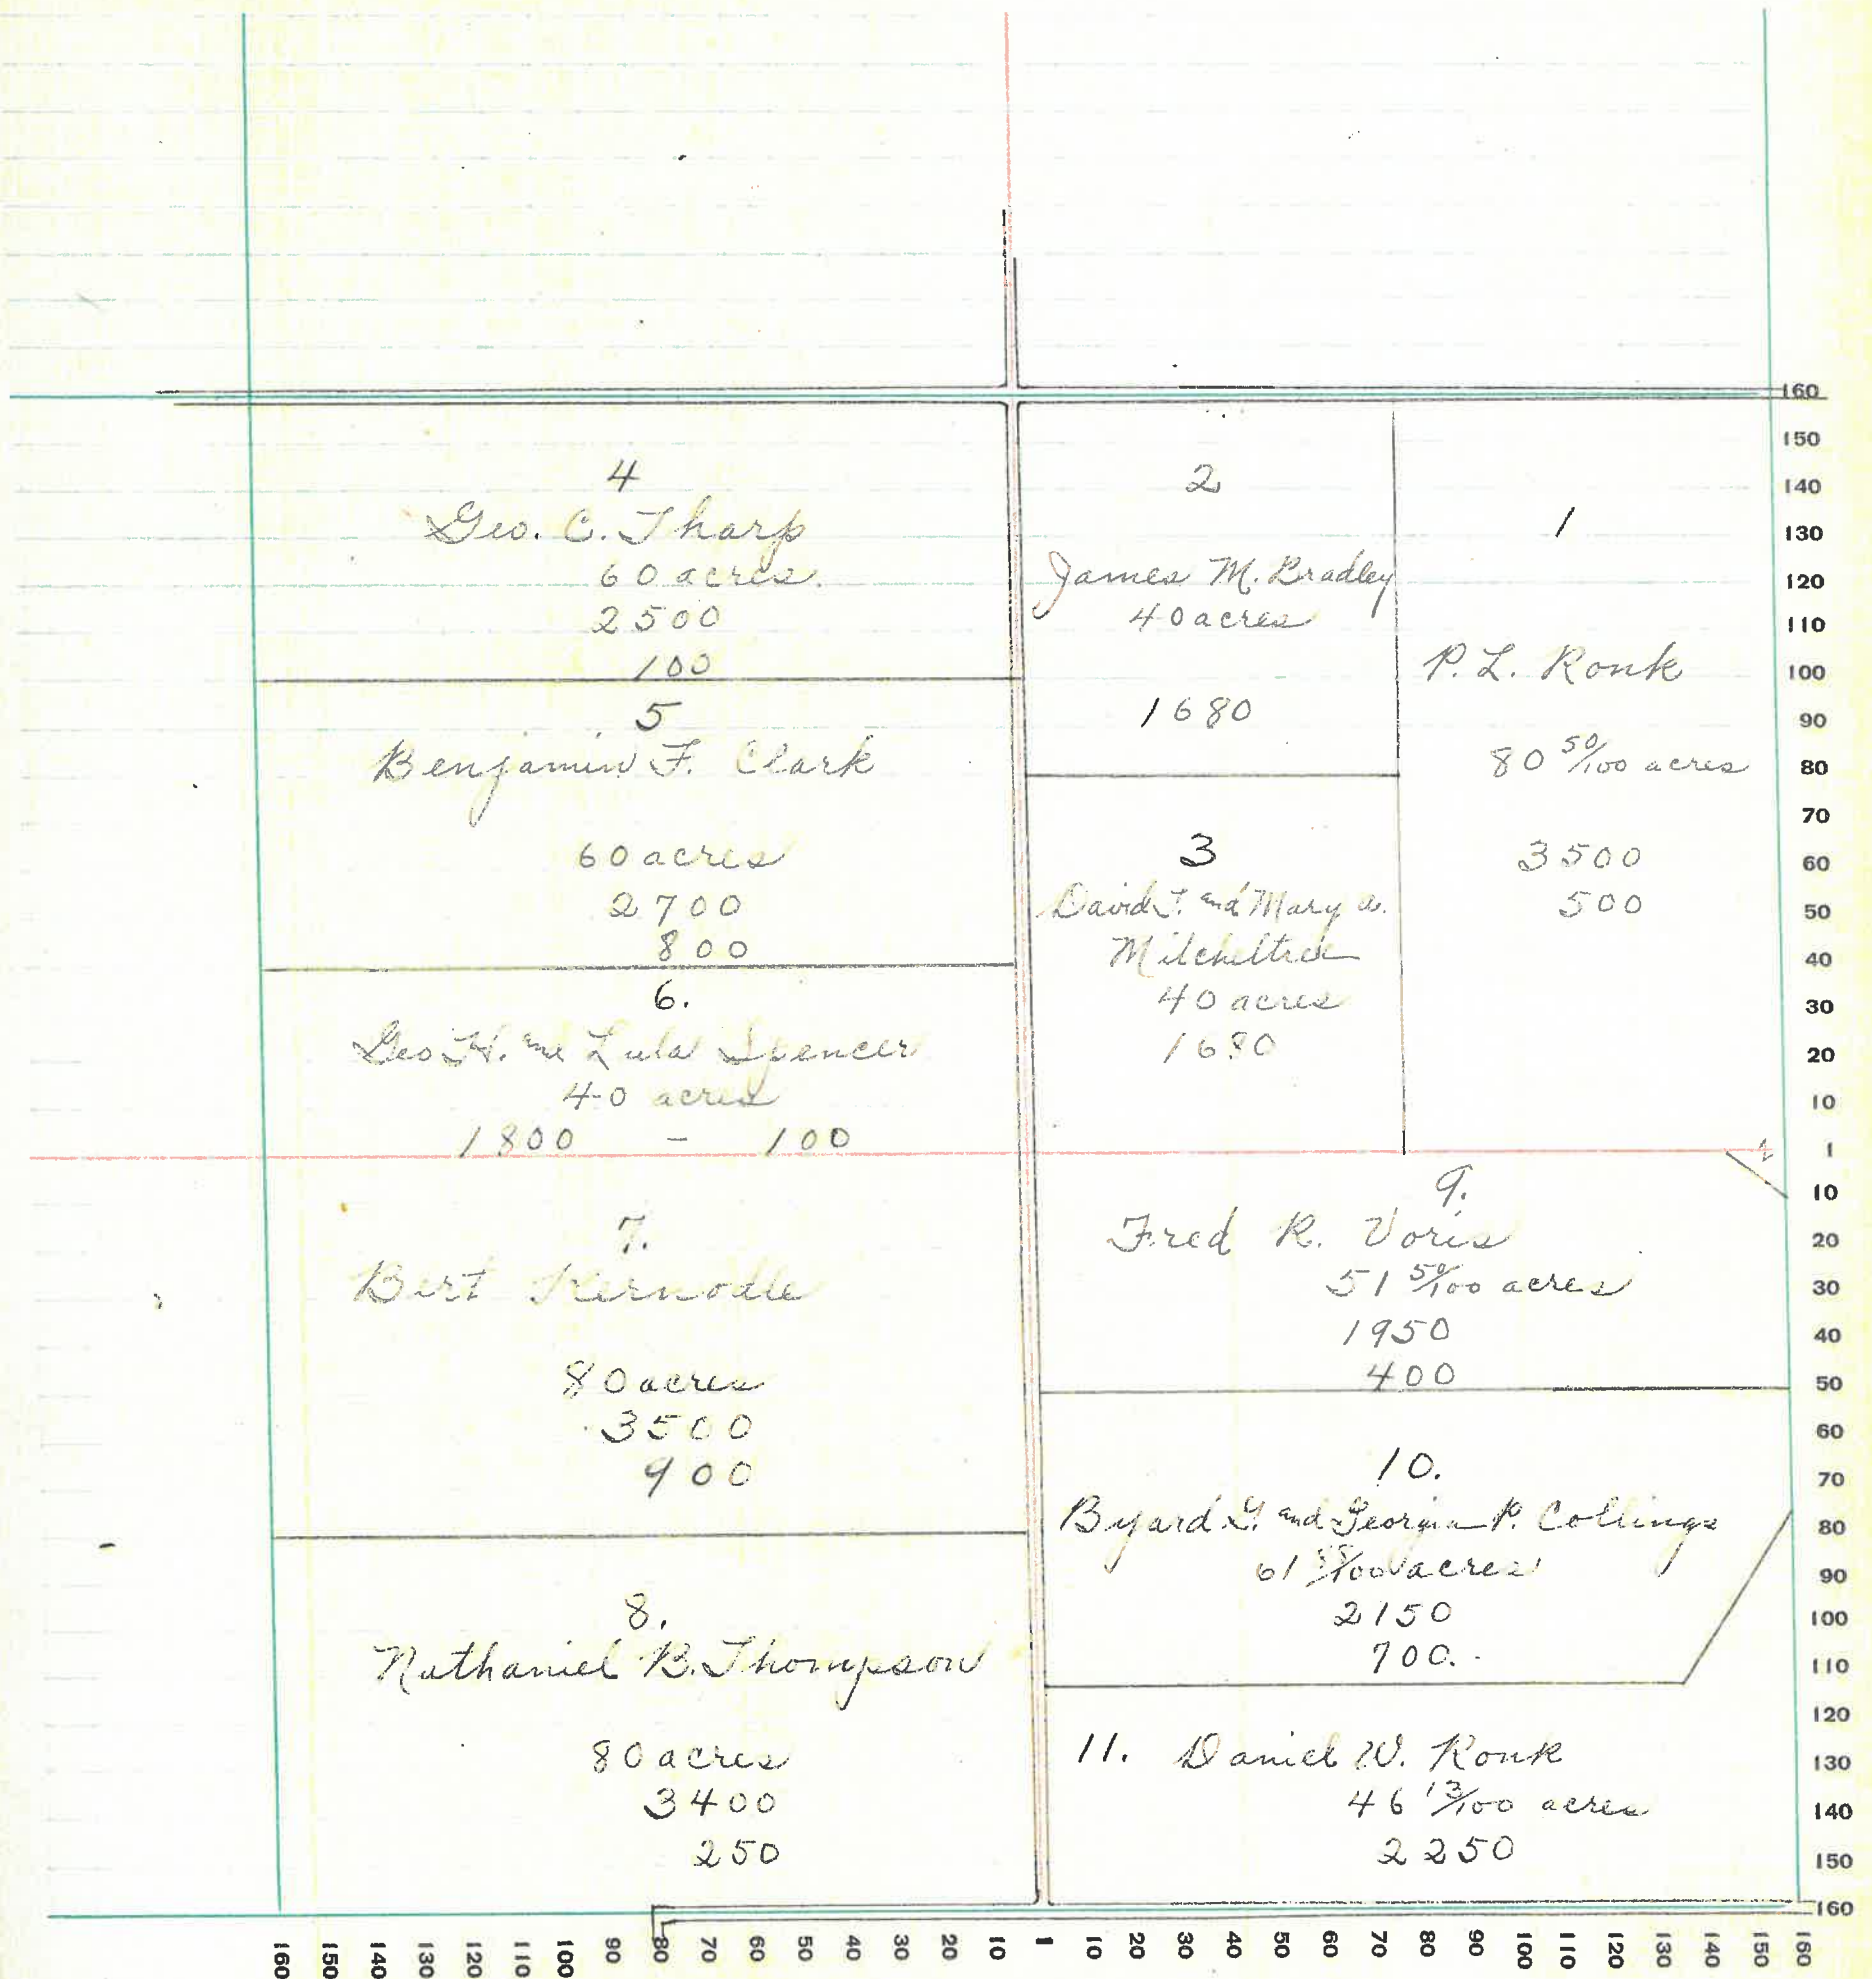 4
Geo. C. Tharp
60 acres.
2500
100
5
Benjamin F. Clark
60 acres
2700
800
6.
Geo H. and Lula Spencer
40 acres
1800 - 100
7.
Bert Kernodle
80 acres
3500
900
8.
Nathaniel B. Thompson
80 acres
3400
250
2
James M. Bradley
40 acres
1680
3
David T. and Mary A.
Mitcheltree
40 acres
1680
1
P. L. Ronk
80 50/100 acres
3500
500
9.
Fred R. Voris
51 50/100 acres
1950
400
10.
Byard G. and Georgia P. Collings
61 /100 acres
2150
700.
11. Daniel W. Ronk
46 13/100 acres
2250
160
150
140
130
120
110
100
90
80
70
60
50
40
30
20
10
1
10
20
30
40
50
60
70
80
90
100
110
120
130
140
150
160
160 150 140 130 120 110 100 90 80 70 60 50 40 30 20 10 1 10 20 30 40 50 60 70 80 90 100 110 120 130 140 150 160